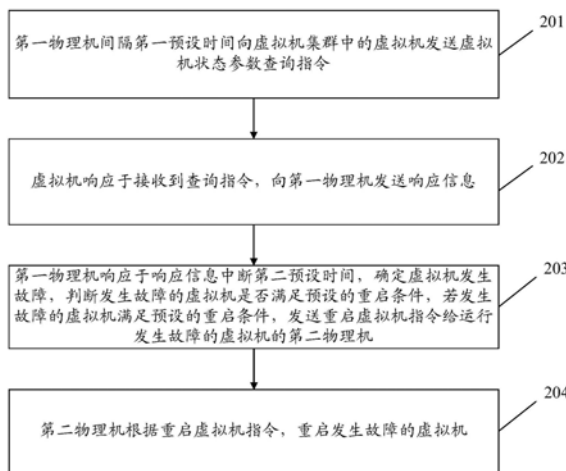 201
第一物理机间隔第一预设时间向虚拟机集群中的虚拟机发送虚拟
机状态参数查询指令
202
虚拟机响应于接收到查询指令，向第一物理机发送响应信息
203
第一物理机响应于响应信息中断第二预设时间，确定虚拟机发生
故障，判断发生故障的虚拟机是否满足预设的重启条件，若发生
故障的虚拟机满足预设的重启条件，发送重启虚拟机指令给运行
发生故障的虚拟机的第二物理机
204
第二物理机根据重启虚拟机指令，重启发生故障的虚拟机